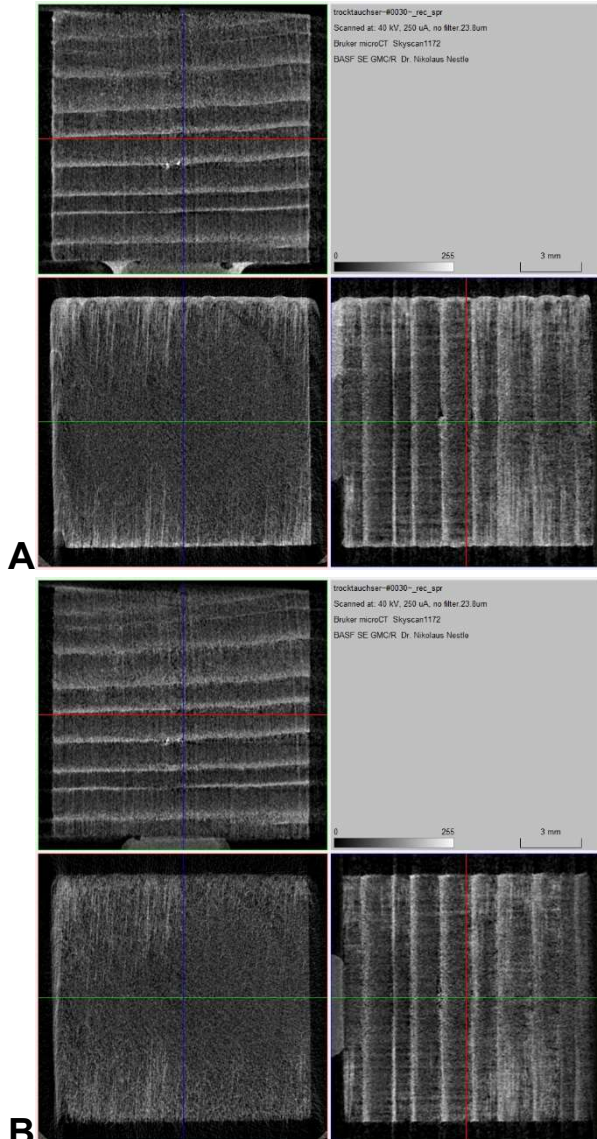 trocktauchser~#0030~_rec_spr
Scanned at: 40 kV, 250 uA, no filter.23.8um
Bruker microCT Skyscan1172
BASF SE GMC/R Dr. Nikolaus Nestle
0 255 3 mm
A
trocktauchser~#0030~_rec_spr
Scanned at: 40 kV, 250 uA, no filter.23.8um
Bruker microCT Skyscan1172
BASF SE GMC/R Dr. Nikolaus Nestle
0 255 3 mm
B